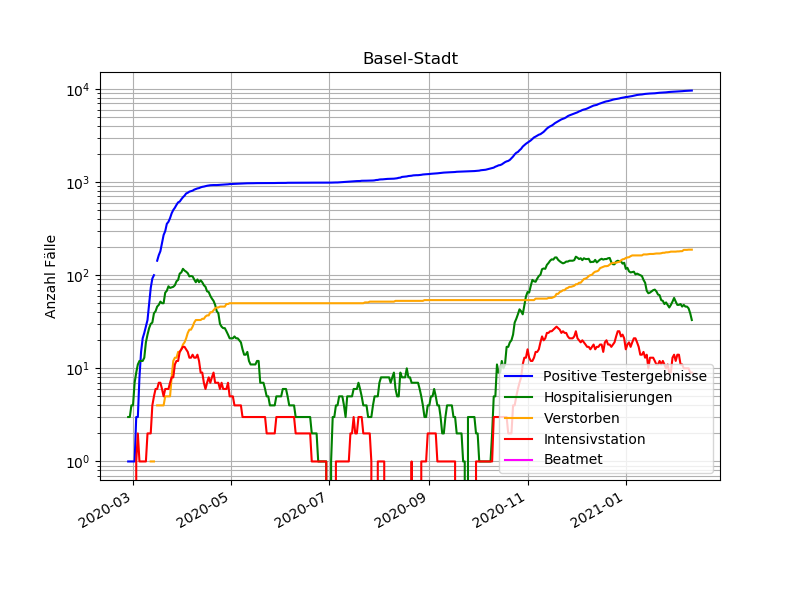 Basel-Stadt
Anzahl Fälle
10⁴
10³
10²
10¹
10⁰
2020-03
2020-05
2020-07
2020-09
2020-11
2021-01
Positive Testergebnisse
Hospitalisierungen
Verstorben
Intensivstation
Beatmet